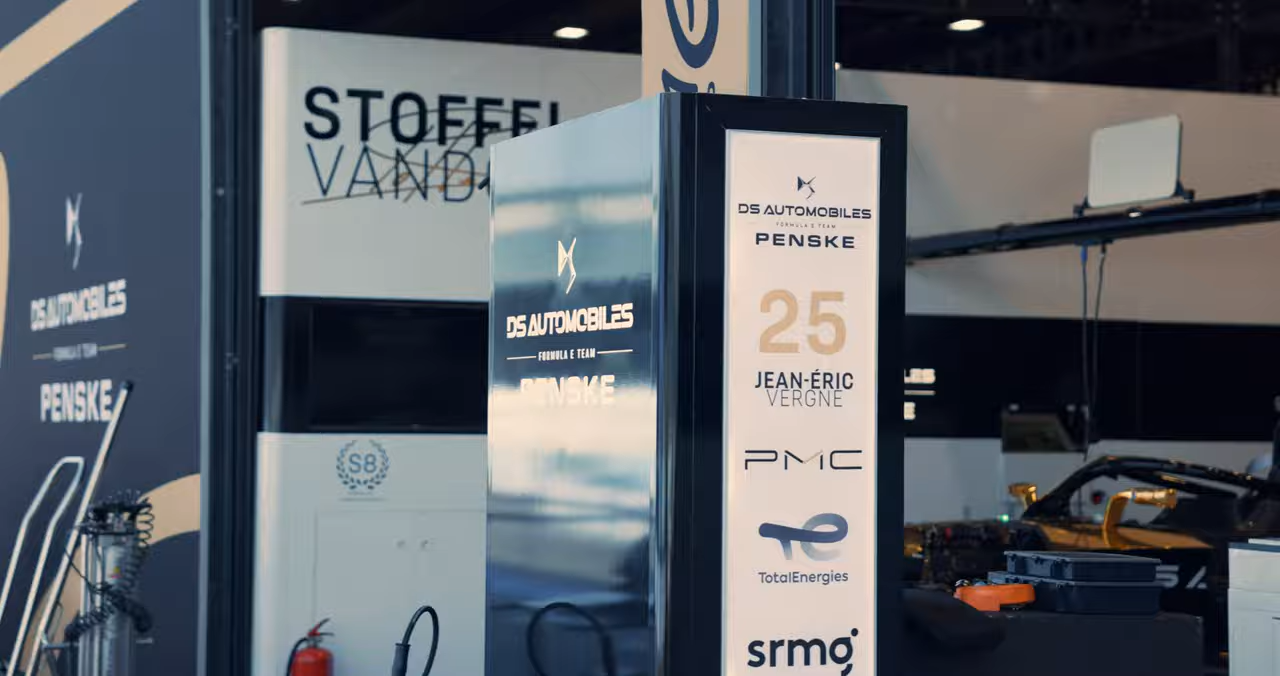 STOFFEL
VAND
DS AUTOMOBILES
FORMULA E TEAM
PENSKE
S8
DS AUTOMOBILES
FORMULA E TEAM
PENSKE
DS AUTOMOBILES
FORMULA E TEAM
PENSKE
25
JEAN-ÉRIC
VERGNE
PMC
TotalEnergies
srmg